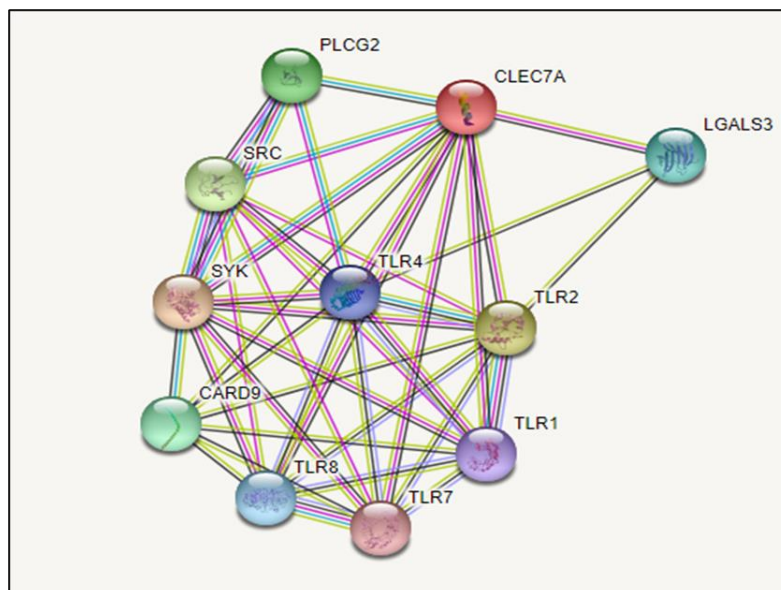 PLCG2
CLEC7A
LGALS3
SRC
SYK
TLR4
TLR2
CARD9
TLR1
TLR8
TLR7